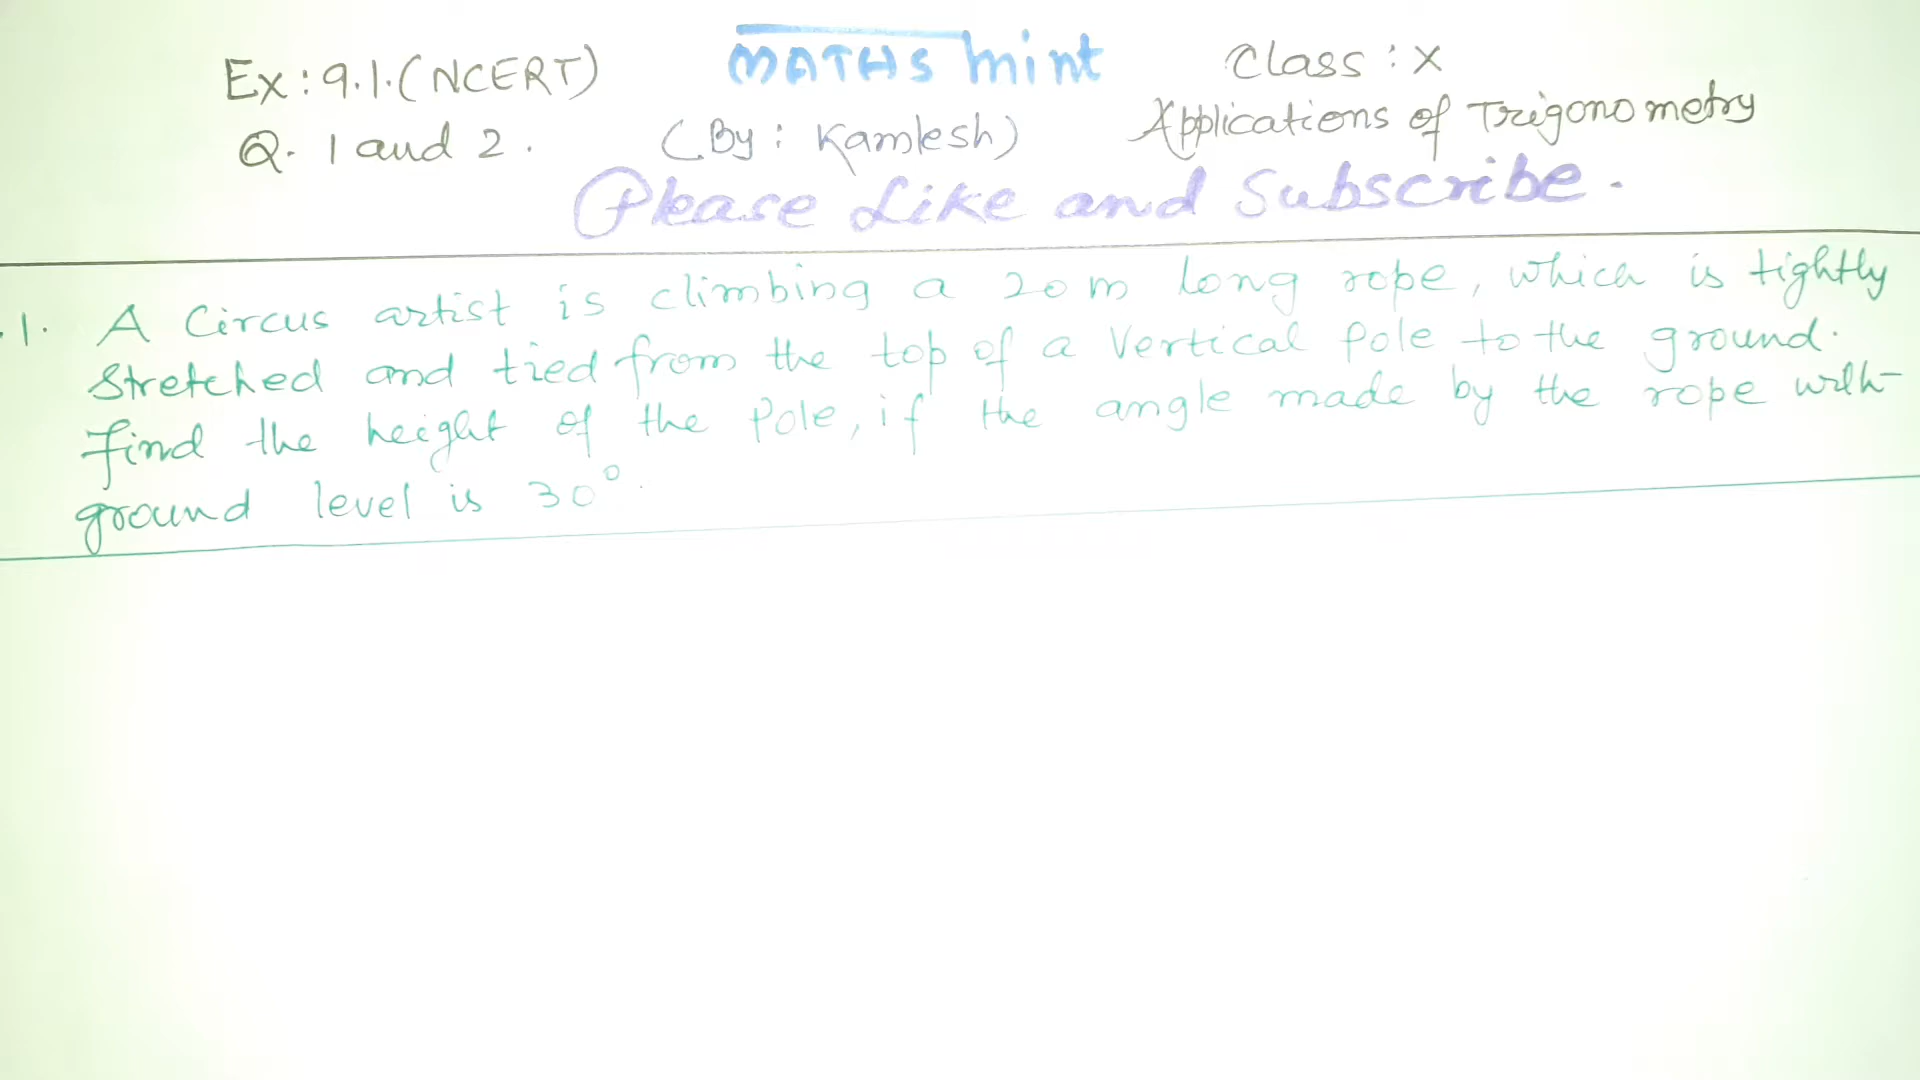 Ex: 9.1.(NCERT) MATHS mint Class: X
Q. 1 and 2. (By: Kamlesh) Applications of Trigonometry
Please Like and Subscribe.
.1. A Circus artist is climbing a 20 m long rope, which is tightly
Stretched and tied from the top of a Vertical Pole to the ground.
find the height of the Pole, if the angle made by the rope with
ground level is 30°.